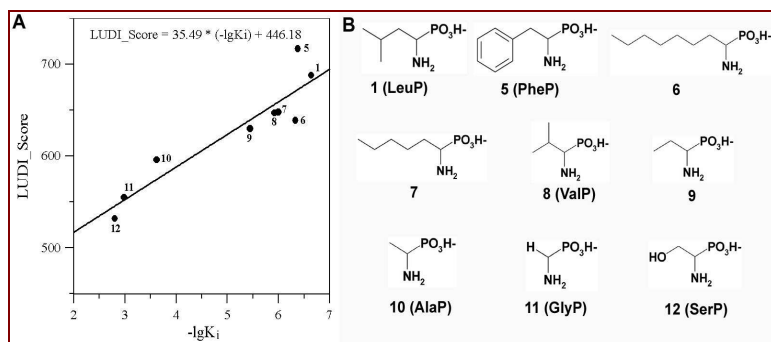 A
LUDI_Score = 35.49 * (-lgKi) + 446.18
LUDI_Score
700
600
500
2 3 4 5 6 7
-lgKi
5
1
7
8
6
9
10
11
12
B
PO3H-
NH2
1 (LeuP)
PO3H-
NH2
5 (PheP)
PO3H-
NH2
6
PO3H-
NH2
7
PO3H-
NH2
8 (ValP)
PO3H-
NH2
9
PO3H-
NH2
10 (AlaP)
H PO3H-
NH2
11 (GlyP)
HO PO3H-
NH2
12 (SerP)